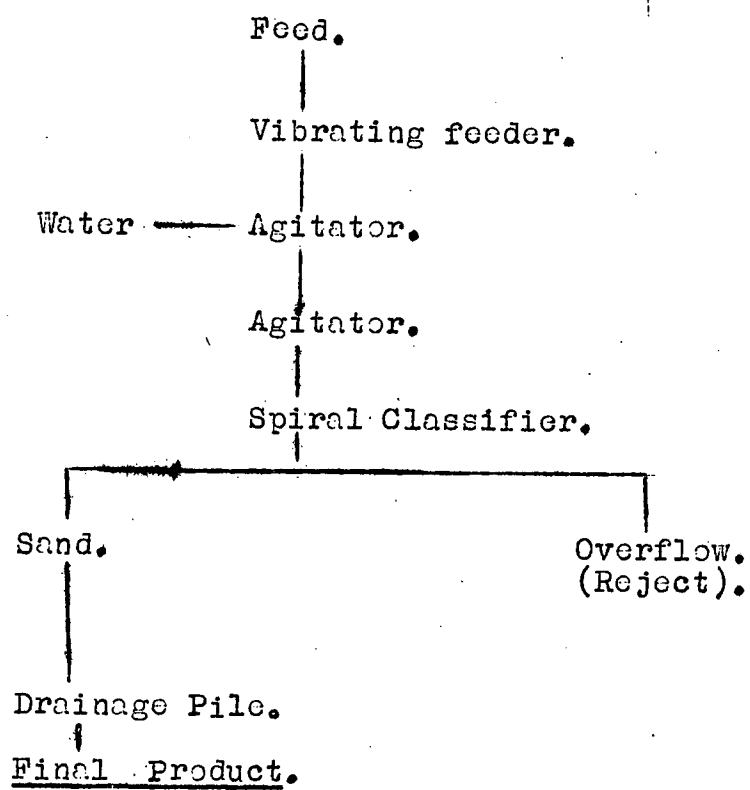 Feed.
Vibrating feeder.
Water Agitator.
Agitator.
Spiral Classifier.
Sand.
Overflow.
(Reject).
Drainage Pile.
Final Product.